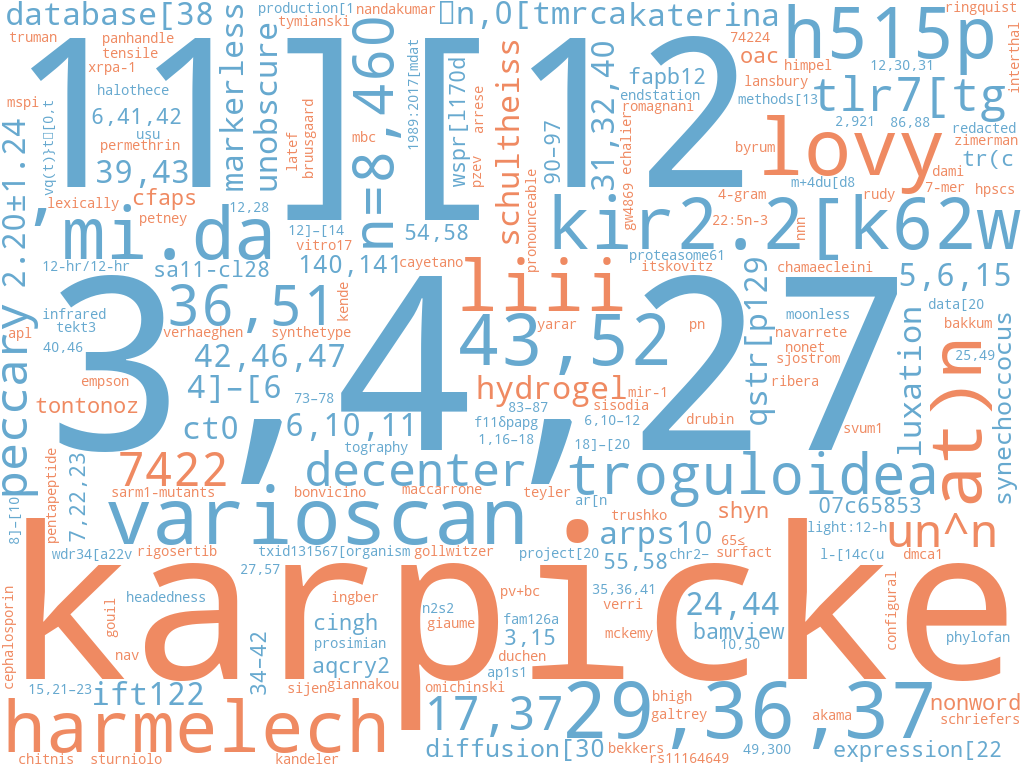 database[38
markerless
unobscure
production[1
nandakumar
tymianski
n,0[tmrca
katerina
h515p
ringquist
truman
panhandle
tensile
xrpa-1
11][12
n=8,460
1989:2017[mdat
74224
oac
himpel
12,30,31
interthal
mspi
halothece
6,41,42
usu
permethrin
39,43
latef
bruusgaard
mbc
wspr[l170d
arrese
pzev
schultheiss
pronounceable
90–97
31,32,40
echalier
gw4869
fapb12
endstation
romagnani
lansbury
methods[13
tlr7[tg
2,921
86,88
redacted
zimerman
byrum
lovy
tr(c
dami
7-mer
hpscs
m+4du[d8
rudy
4-gram
22:5n-3
nnn
lexically
cfaps
petney
12,28
mi.da
12]–[14
vitro17
54,58
kir2.2[k62w
proteasome61
itskovitz
chamaecleini
peccary
2.20±1.24
12-hr/12-hr
sa11-cl28
140,141
cayetano
liii
5,6,15
data[20
bakkum
infrared
tekt3
apl
40,46
36,51
verhaeghen
synthetype
kende
43,52
yarar
pn
qstr[p129
moonless
navarrete
nonet
sjostrom
ribera
luxation
at)n
25,49
synechoccocus
3,4,27
42,46,47
empson
tontonoz
4]–[6
73–78
hydrogel
mir-1
sisodia
83–87
ct0
6,10,11
f11δpapg
6,10–12
drubin
svum1
1,16–18
18]–[20
tography
pentapeptide
7,22,23
8]–[10
7422
sarm1-mutants
decenter
bonvicino
maccarrone
teyler
ar[n
troguloidea
varioscan
trushko
shyn
07c65853
arps10
65≤
surfact
light:12-h
un^n
wdr34[a22v
rigosertib
txid131567[organism
gollwitzer
project[20
55,58
chr2–
l-[14c(u
dmca1
27,57
karpicke
cephalosporin
headedness
gouil
nav
ingber
cingh
prosimian
aqcry2
n2s2
giaume
pv+bc
fam126a
3,15
duchen
ap1s1
35,36,41
verri
mckemy
24,44
bamview
10,50
configural
phylofan
15,21–23
ift122
34–42
sijen
giannakou
omichinski
harmelech
17,37
29,36,37
bhigh
galtrey
akama
nonword
schriefers
chitnis
sturniolo
kandeler
diffusion[30
bekkers
rs11164649
49,300
expression[22